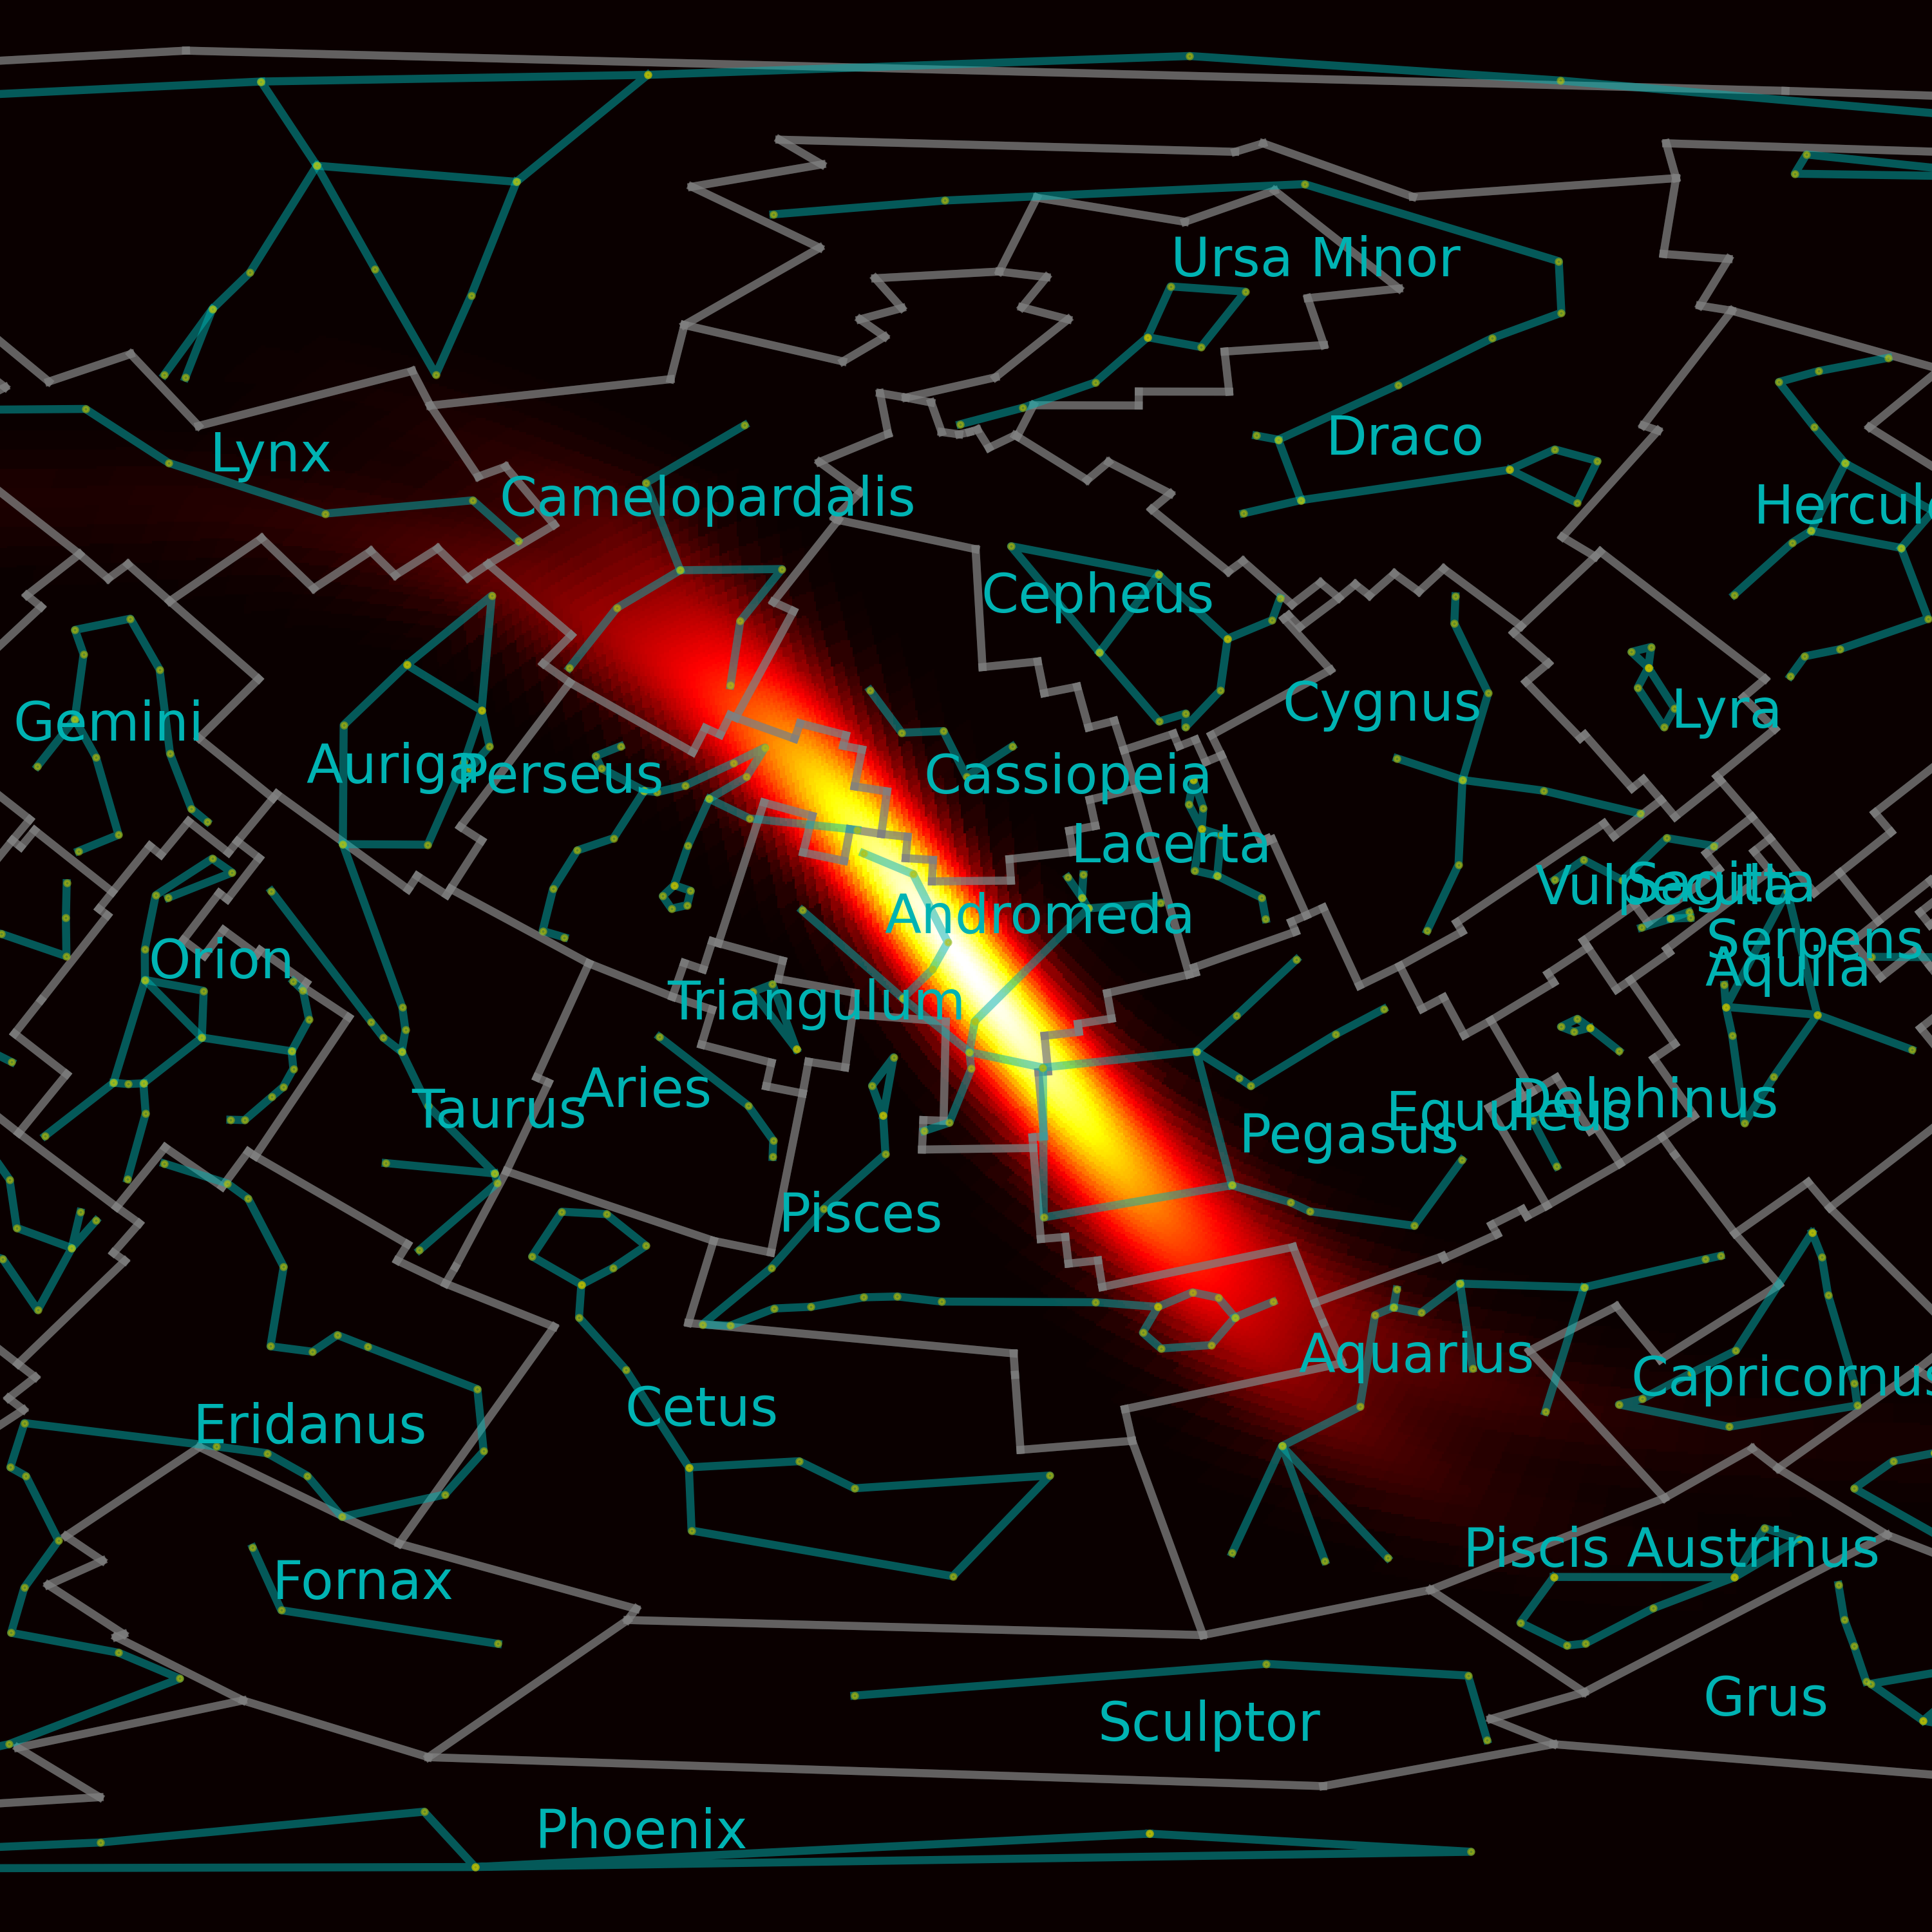 Ursa Minor
Draco
Lynx
Camelopardalis
Hercul
Cepheus
Cygnus
Lyra
Gemini
Auriga
Perseus
Cassiopeia
Lacerta
Vulpecula
Sagitta
Andromeda
Serpens
Orion
Aquila
Triangulum
Aries
Taurus
Delphinus
Equuleus
Pegasus
Pisces
Aquarius
Capricornus
Cetus
Eridanus
Piscis Austrinus
Fornax
Grus
Sculptor
Phoenix